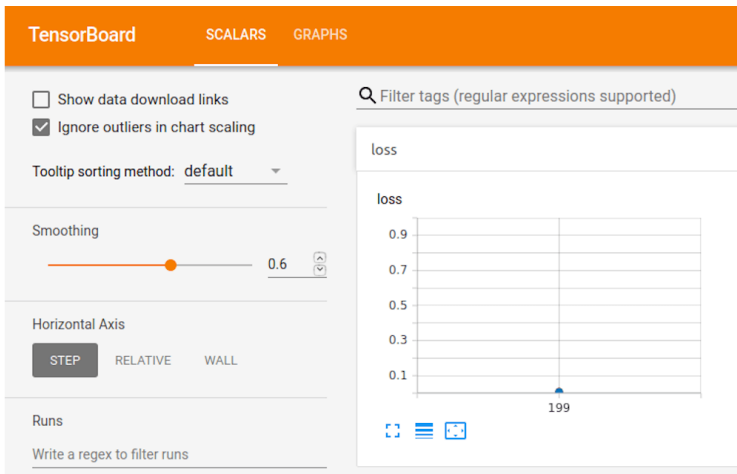 TensorBoard SCALARS GRAPHS
Show data download links
Ignore outliers in chart scaling
Tooltip sorting method: default
Smoothing
0.6
Horizontal Axis
STEP RELATIVE WALL
Runs
Write a regex to filter runs
Filter tags (regular expressions supported)
loss
loss
0.9
0.7
0.5
0.3
0.1
199